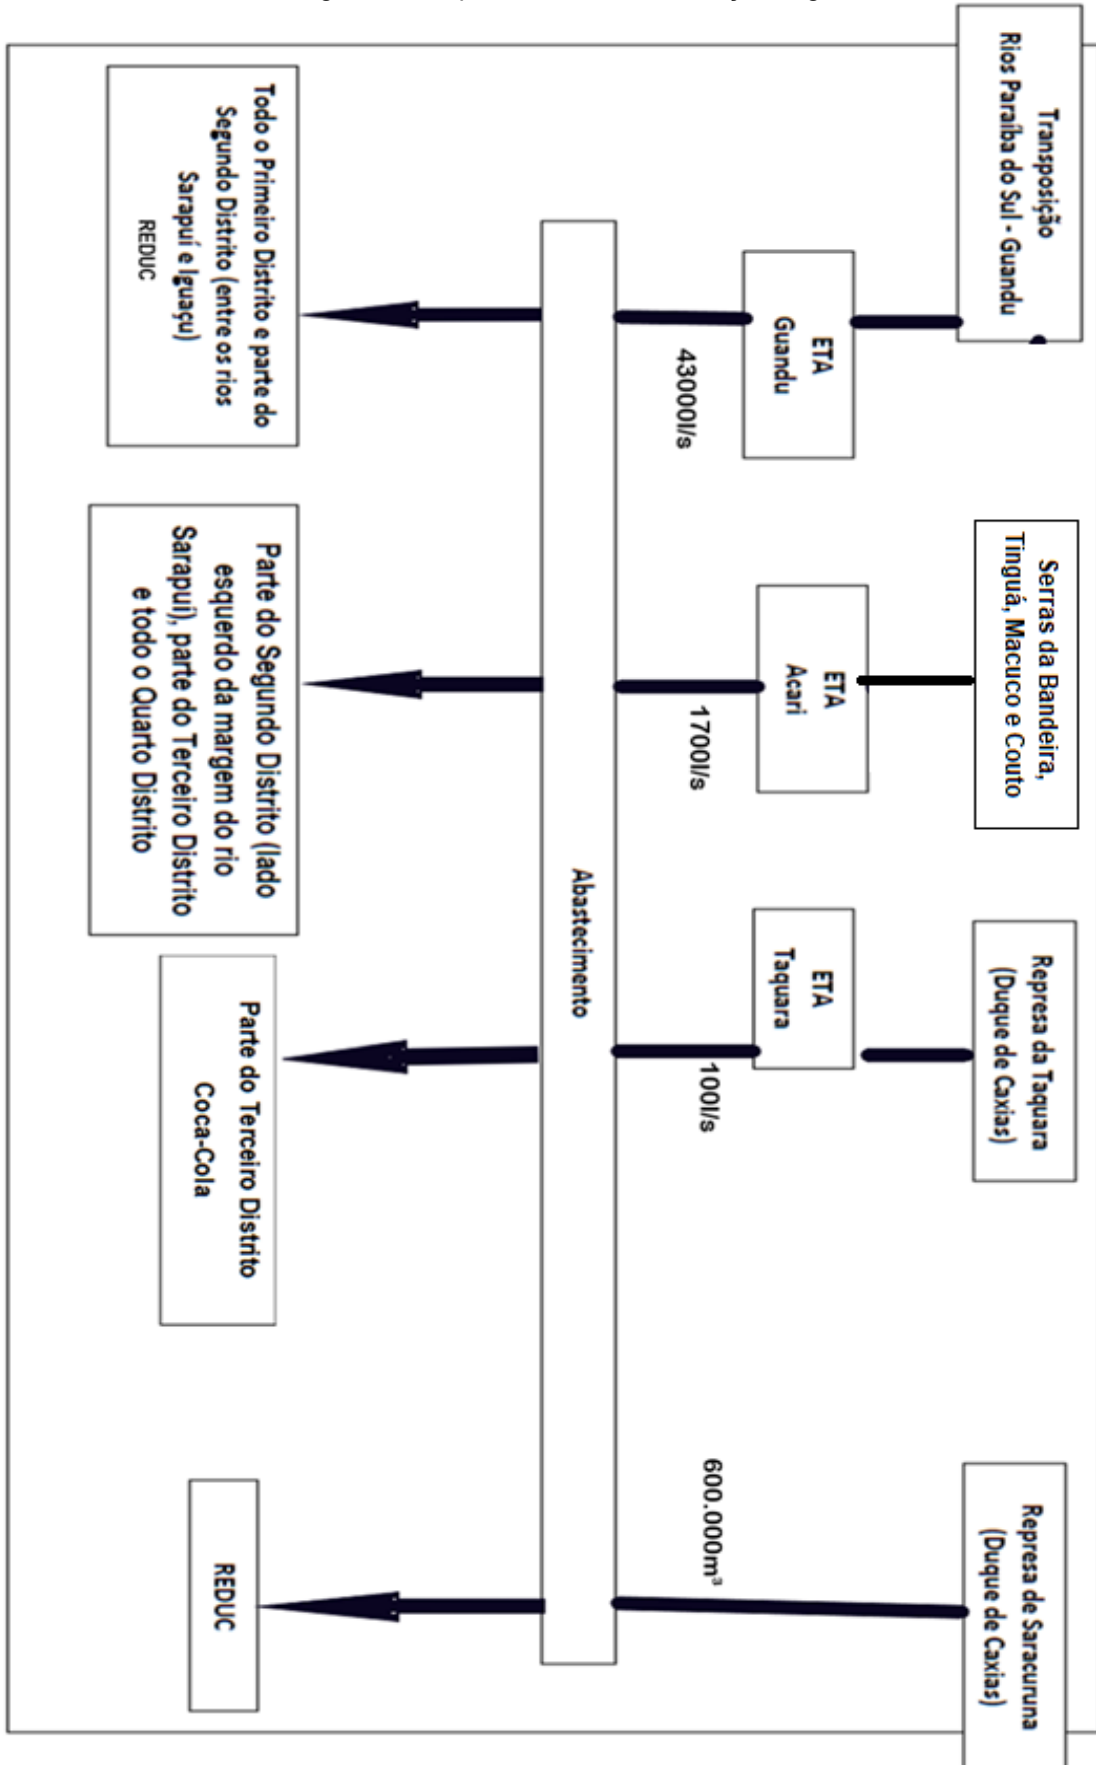 Transposição
Rios Paraíba do Sul - Guandu
Serras da Bandeira,
Tinguá, Macuco e Couto
Represa da Taquara
(Duque de Caxias)
Represa de Saracuruna
(Duque de Caxias)
ETA
Guandu
ETA
Acari
ETA
Taquara
43000l/s
1700l/s
100l/s
600.000m³
Abastecimento
Todo o Primeiro Distrito e parte do
Segundo Distrito (entre os rios
Sarapuí e Iguaçu)
REDUC
Parte do Segundo Distrito (lado
esquerdo da margem do rio
Sarapuí), parte do Terceiro Distrito
e todo o Quarto Distrito
Parte do Terceiro Distrito
Coca-Cola
REDUC